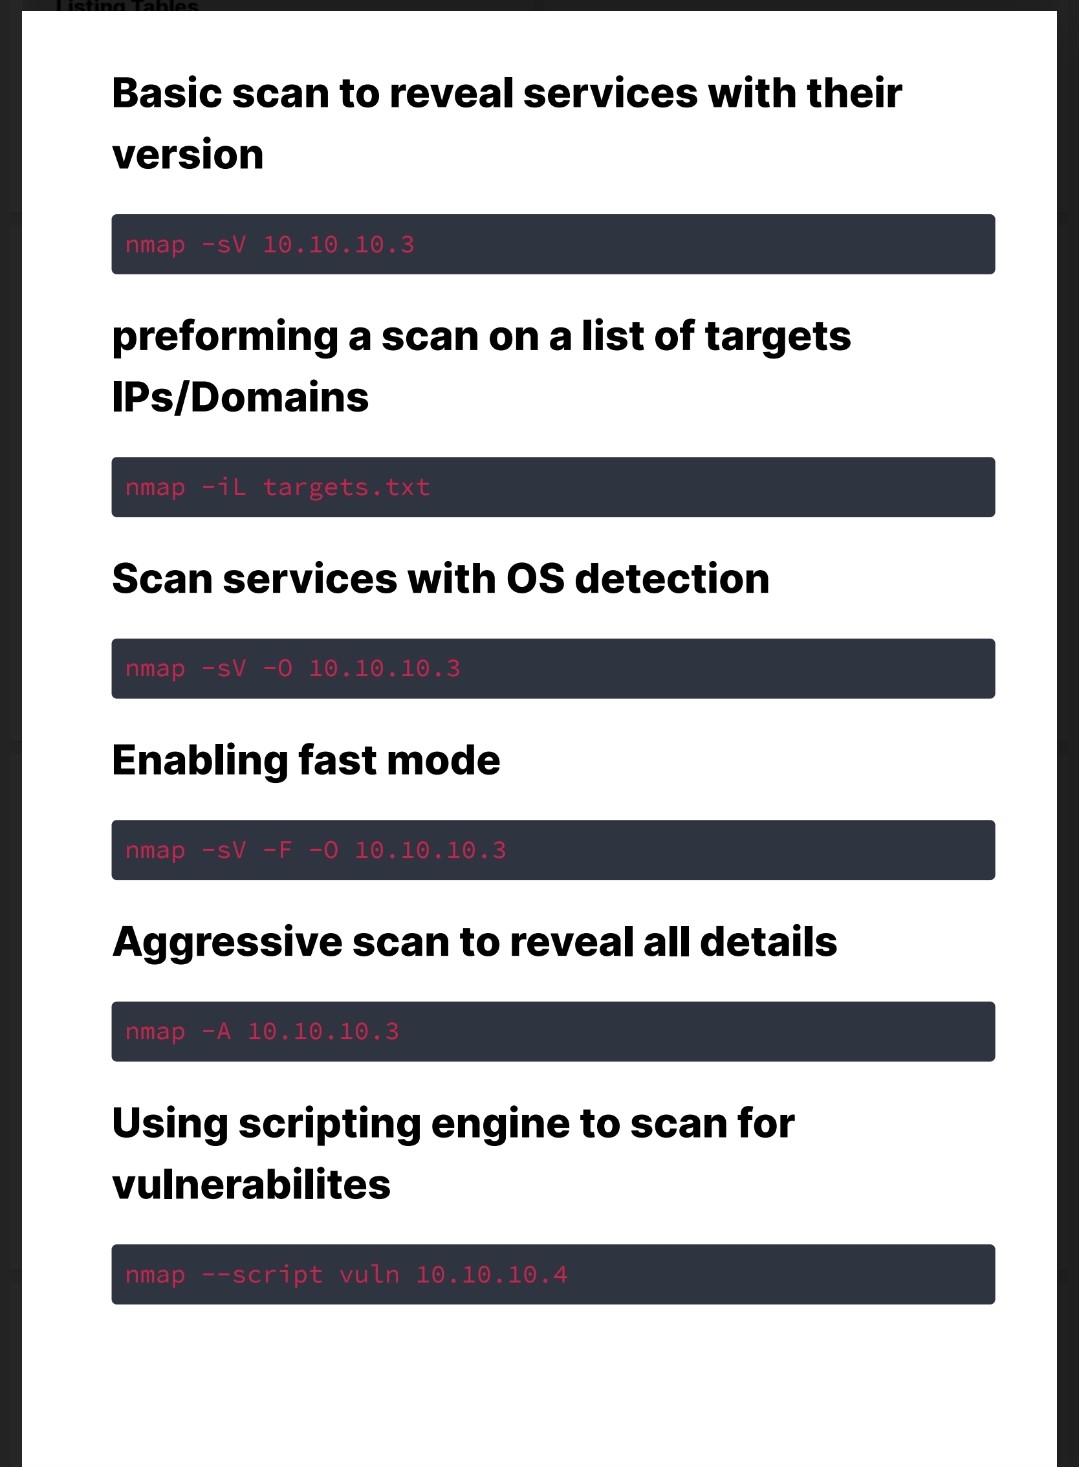 Listing Tables
Basic scan to reveal services with their
version
nmap -sV 10.10.10.3
preforming a scan on a list of targets
IPs/Domains
nmap -iL targets.txt
Scan services with OS detection
nmap -sV -O 10.10.10.3
Enabling fast mode
nmap -sV -F -O 10.10.10.3
Aggressive scan to reveal all details
nmap -A 10.10.10.3
Using scripting engine to scan for
vulnerabilites
nmap --script vuln 10.10.10.4